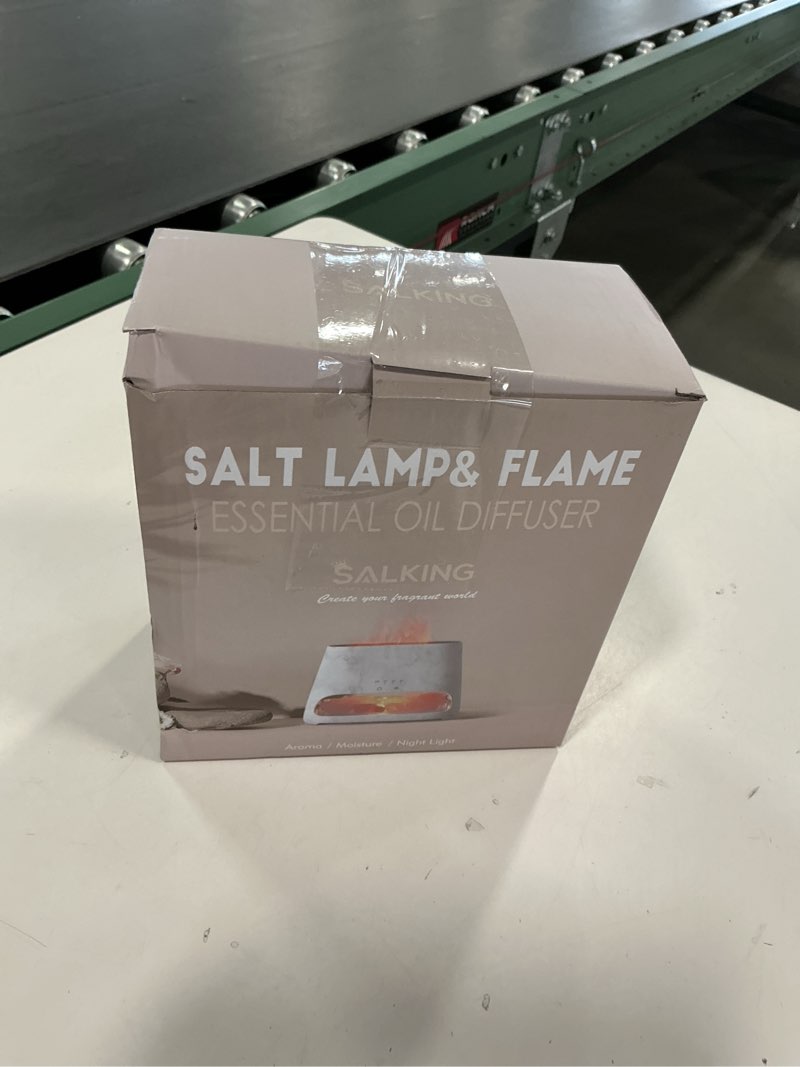 SALKING
SALT LAMP& FLAME
ESSENTIAL OIL DIFFUSER
SALKING
Create your fragrant world
Aroma / Moisture / Night Light